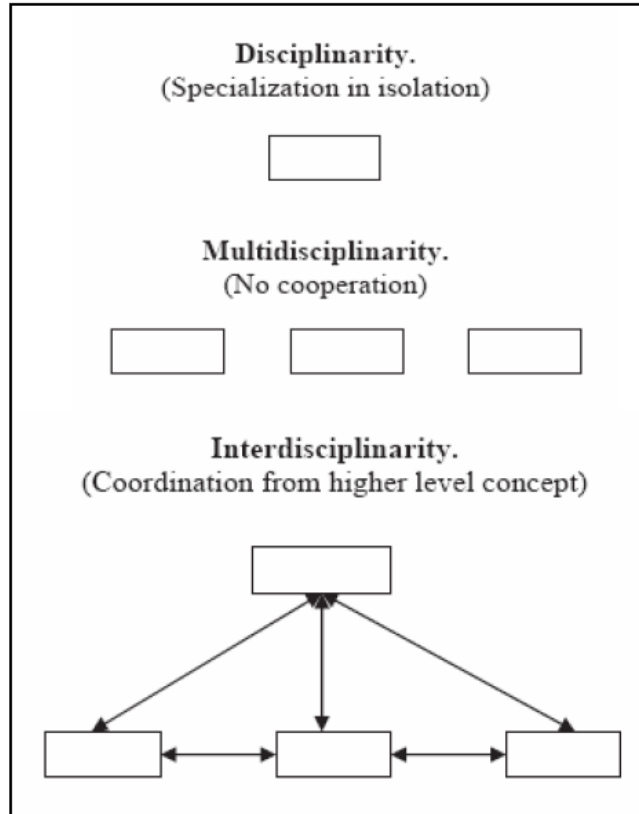 Disciplinarity.
(Specialization in isolation)
Multidisciplinarity.
(No cooperation)
Interdisciplinarity.
(Coordination from higher level concept)